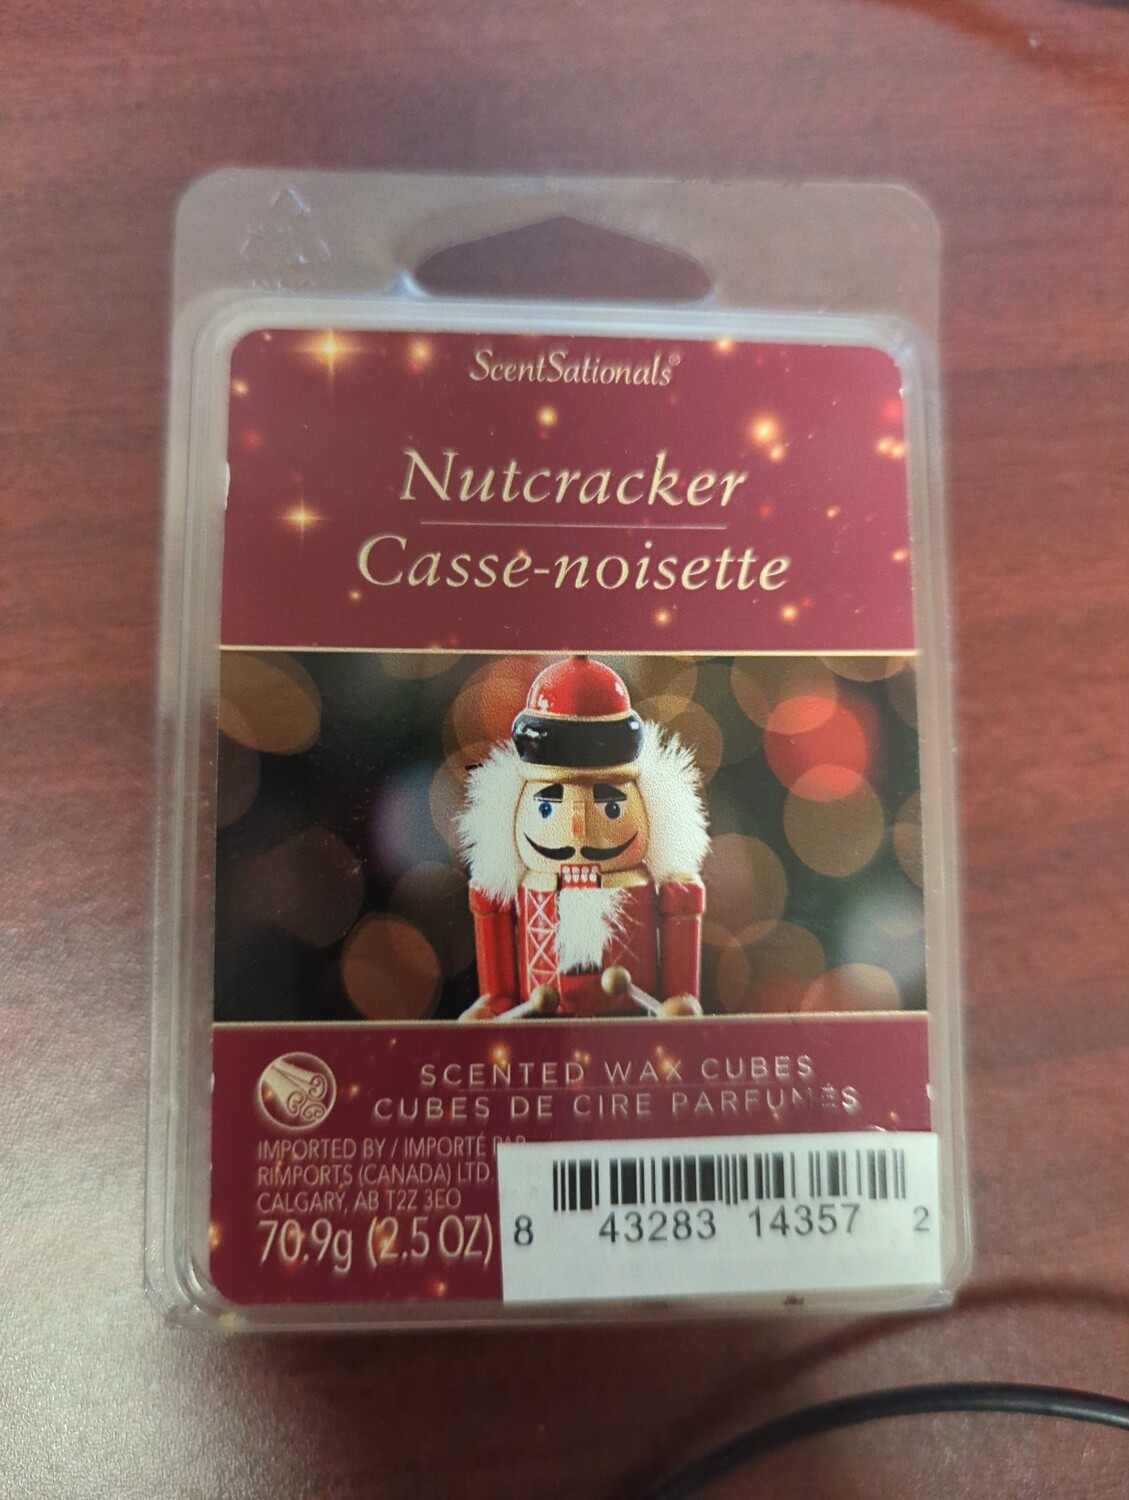 ScentSationals®
Nutcracker
Casse-noisette
SCENTED WAX CUBES
CUBES DE CIRE PARFUMÉS
IMPORTED BY / IMPORTÉ PAR
RIMPORTS (CANADA) LTD.
CALGARY, AB T2Z 3EO
70.9g (2.5 OZ)
8 43283 14357 2